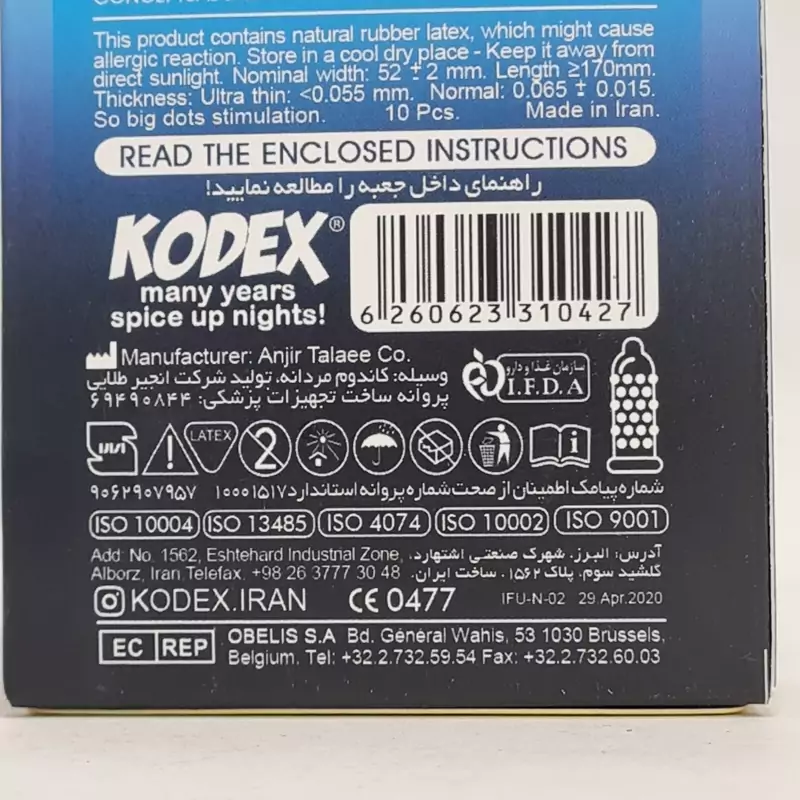 This product contains natural rubber latex, which might cause
allergic reaction. Store in a cool dry place - Keep it away from
direct sunlight. Nominal width: 52 ± 2 mm. Length ≥170mm.
Thickness: Ultra thin: <0.055 mm. Normal: 0.065 ± 0.015.
So big dots stimulation. 10 Pcs. Made in Iran.
READ THE ENCLOSED INSTRUCTIONS
راهنمای داخل جعبه را مطالعه نمایید!
KODEX®
many years
spice up nights!
6 260623 310427
Manufacturer: Anjir Talaee Co.
وسیله: کاندوم مردانه، تولید شرکت انجیر طلایی
پروانه ساخت تجهیزات پزشکی: ۶۹۴۹۰۸۴۴
سازمان غذا و دارو
I.F.D.A
LATEX
2
i
شماره پیامک اطمینان از صحت شماره پروانه استاندارد ۱۰۰۰۱۵۱۷ ۹۰۶۲۹۰۷۹۵۷
ISO 10004 ISO 13485 ISO 4074 ISO 10002 ISO 9001
Add: No. 1562, Eshtehard Industrial Zone,
Alborz, Iran.Telefax. +98 26 3777 30 48
آدرس: البرز. شهرک صنعتی اشتهارد.
گلشید سوم. پلاک ۱۵۶۲. ساخت ایران.
KODEX.IRAN CE 0477 IFU-N-02 29.Apr.2020
EC REP
OBELIS S.A Bd. Général Wahis, 53 1030 Brussels,
Belgium. Tel: +32.2.732.59.54 Fax: +32.2.732.60.03